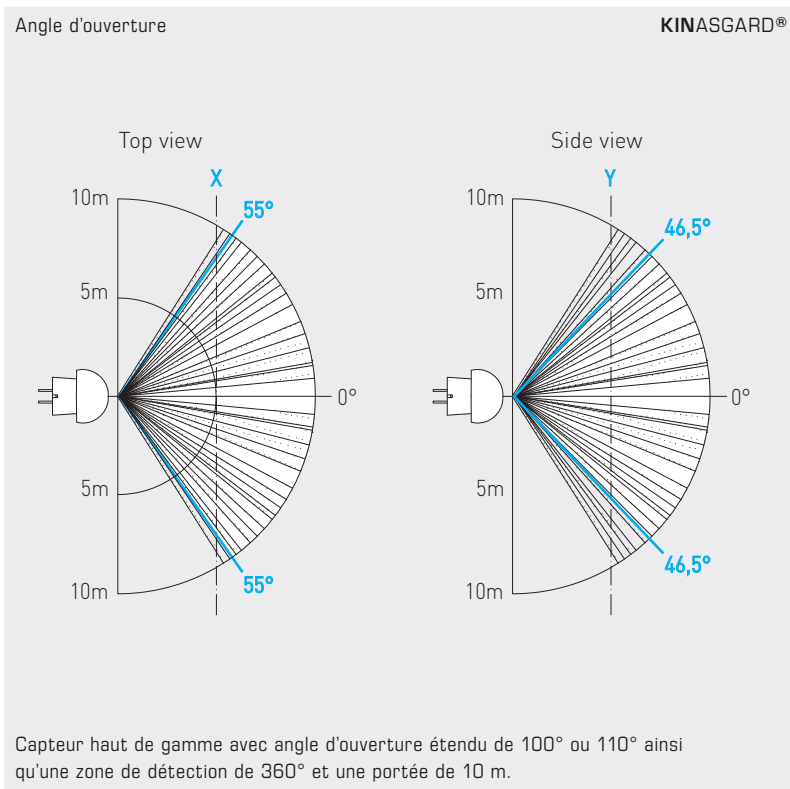 Angle d'ouverture
KINASGARD®
Top view
X
10m
55°
5m
0°
5m
55°
10m
Side view
Y
10m
46,5°
5m
0°
5m
46,5°
10m
Capteur haut de gamme avec angle d'ouverture étendu de 100° ou 110° ainsi
qu'une zone de détection de 360° et une portée de 10 m.